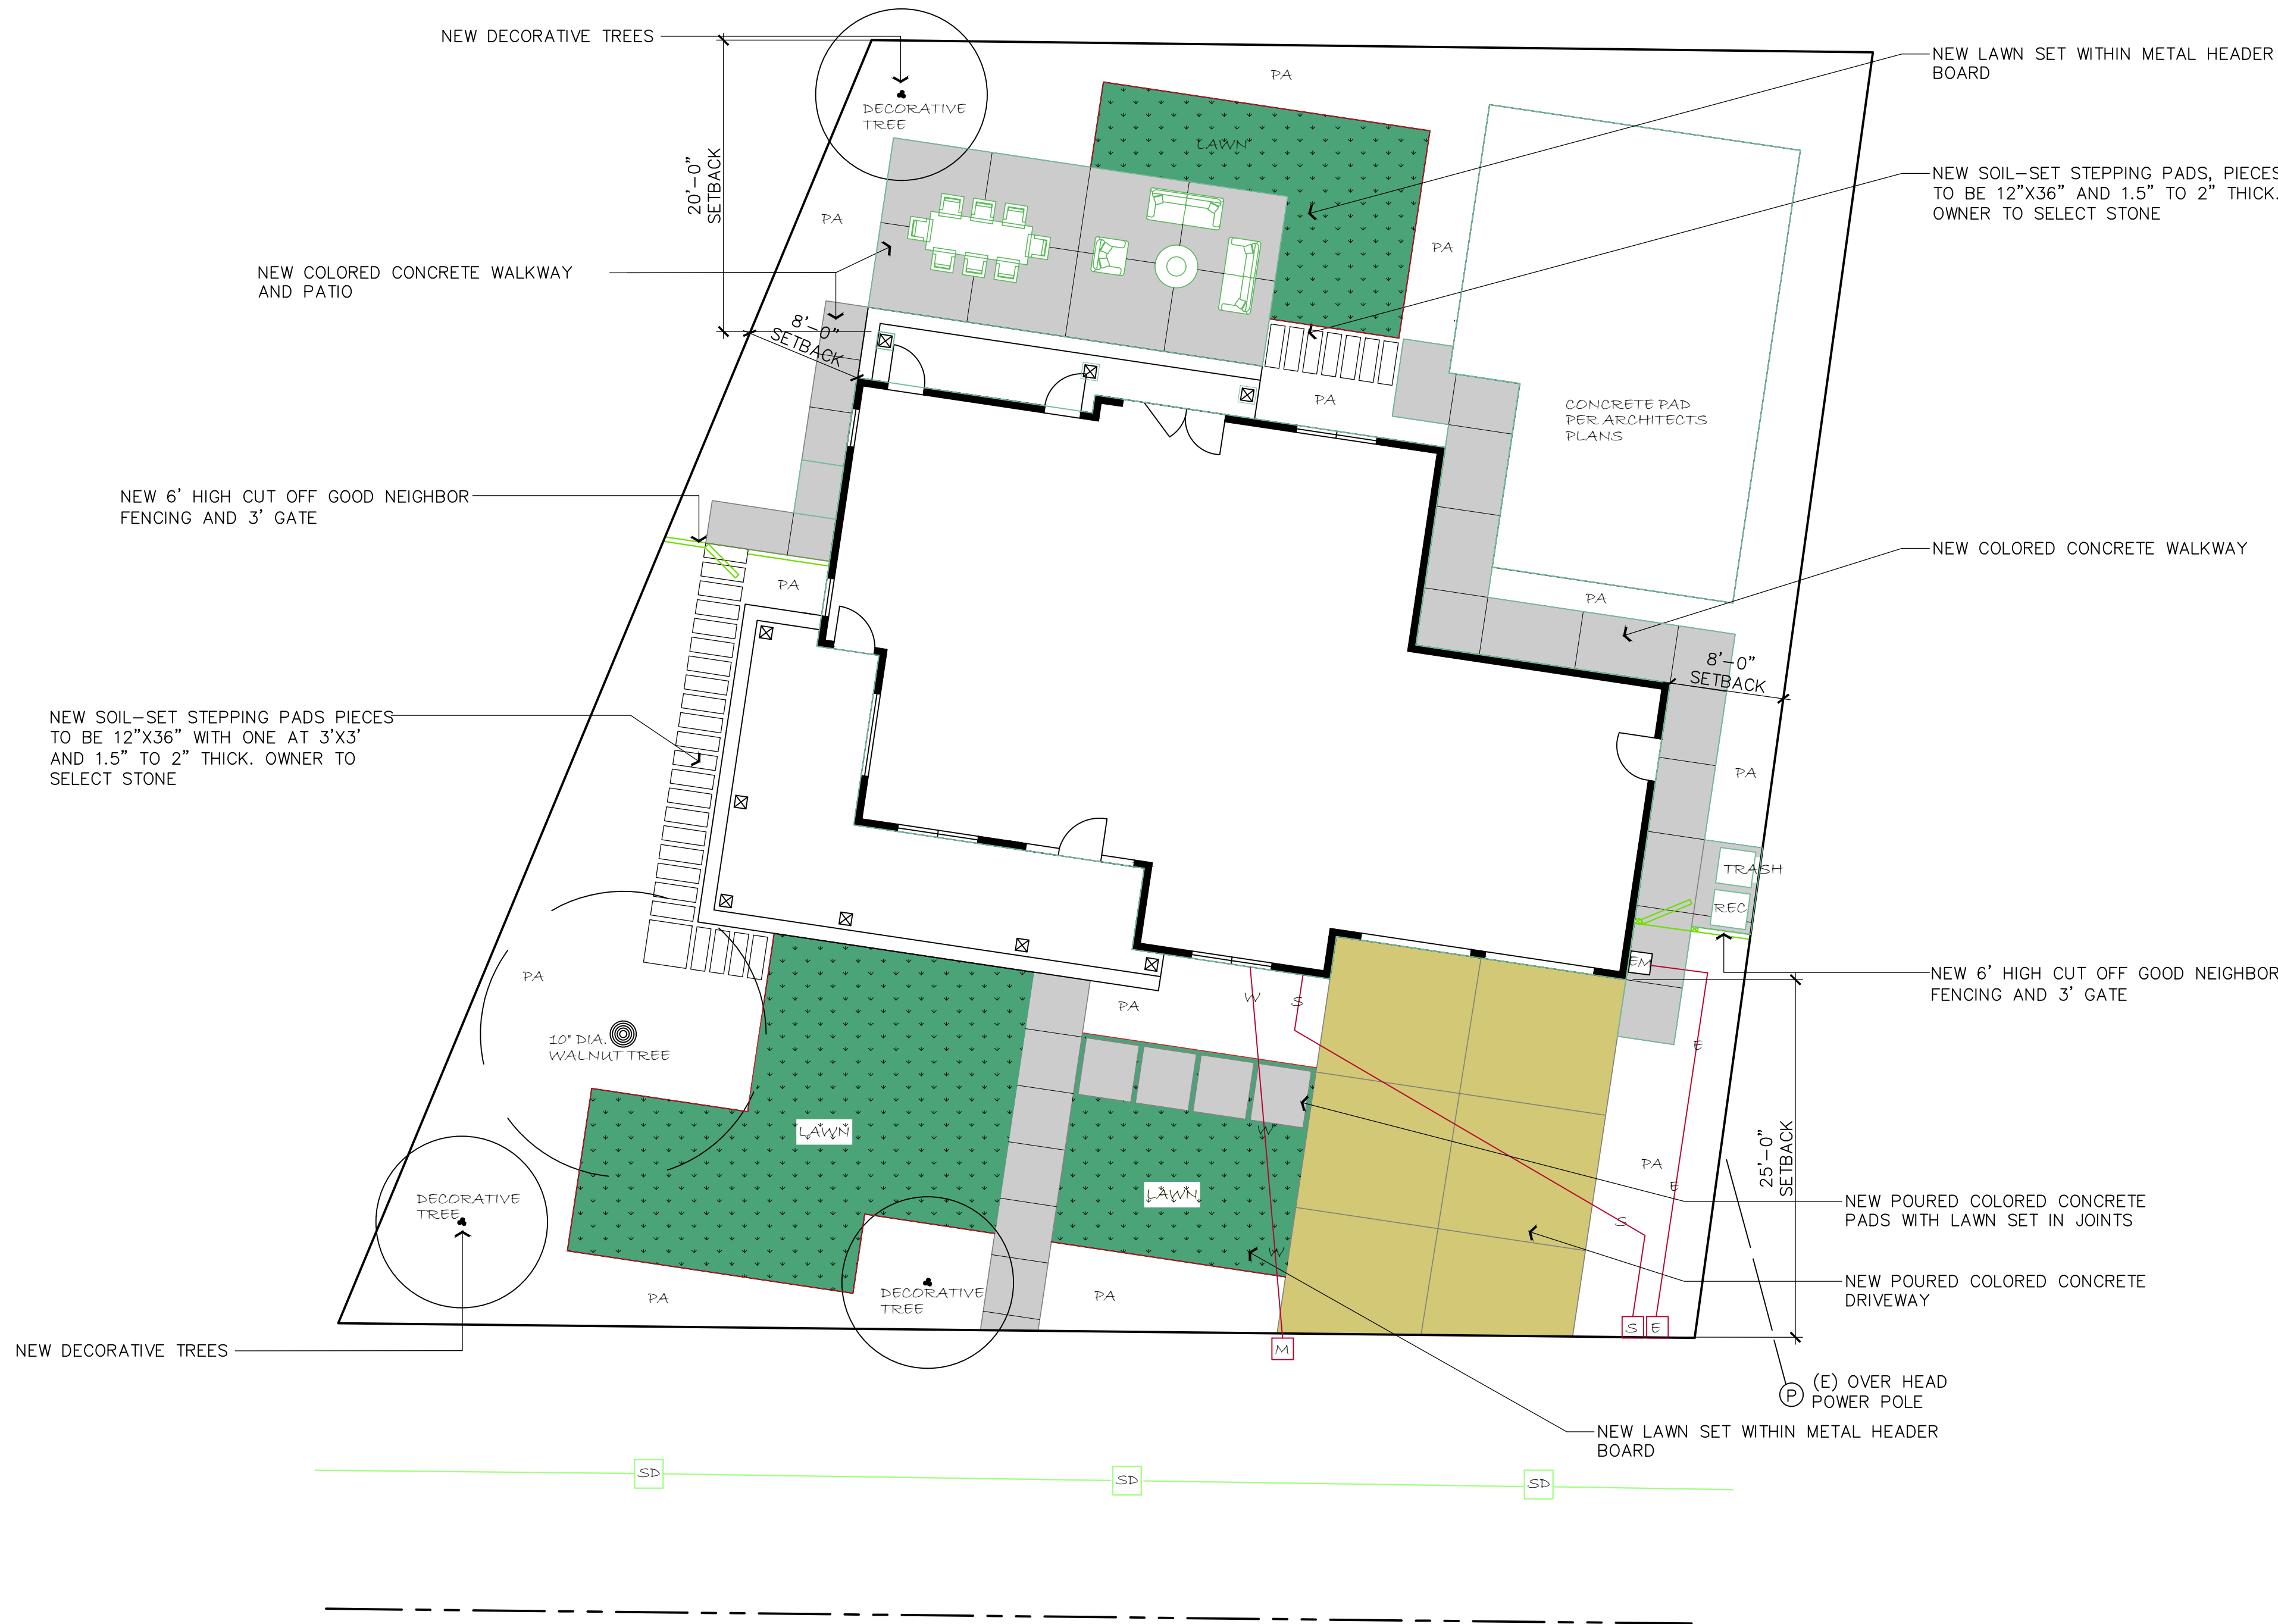 NEW DECORATIVE TREES
DECORATIVE
TREE
20'-0"
SETBACK
PA
LAWN
NEW LAWN SET WITHIN METAL HEADER
BOARD
NEW SOIL-SET STEPPING PADS, PIECES
TO BE 12"X36" AND 1.5" TO 2" THICK.
OWNER TO SELECT STONE
PA
PA
NEW COLORED CONCRETE WALKWAY
AND PATIO
8'-0"
SETBACK
PA
CONCRETE PAD
PER ARCHITECTS
PLANS
NEW 6' HIGH CUT OFF GOOD NEIGHBOR
FENCING AND 3' GATE
PA
NEW COLORED CONCRETE WALKWAY
PA
8'-0"
SETBACK
NEW SOIL-SET STEPPING PADS PIECES
TO BE 12"X36" WITH ONE AT 3'X3'
AND 1.5" TO 2" THICK. OWNER TO
SELECT STONE
PA
TRASH
REC
EM
NEW 6' HIGH CUT OFF GOOD NEIGHBOR
FENCING AND 3' GATE
PA
PA
W
S
10" DIA.
WALNUT TREE
E
LAWN
W
PA
25'-0"
SETBACK
E
LAWN
DECORATIVE
TREE
S
W
NEW POURED COLORED CONCRETE
PADS WITH LAWN SET IN JOINTS
NEW POURED COLORED CONCRETE
DRIVEWAY
PA
DECORATIVE
TREE
PA
S
E
M
NEW DECORATIVE TREES
P
(E) OVER HEAD
POWER POLE
NEW LAWN SET WITHIN METAL HEADER
BOARD
SD
SD
SD